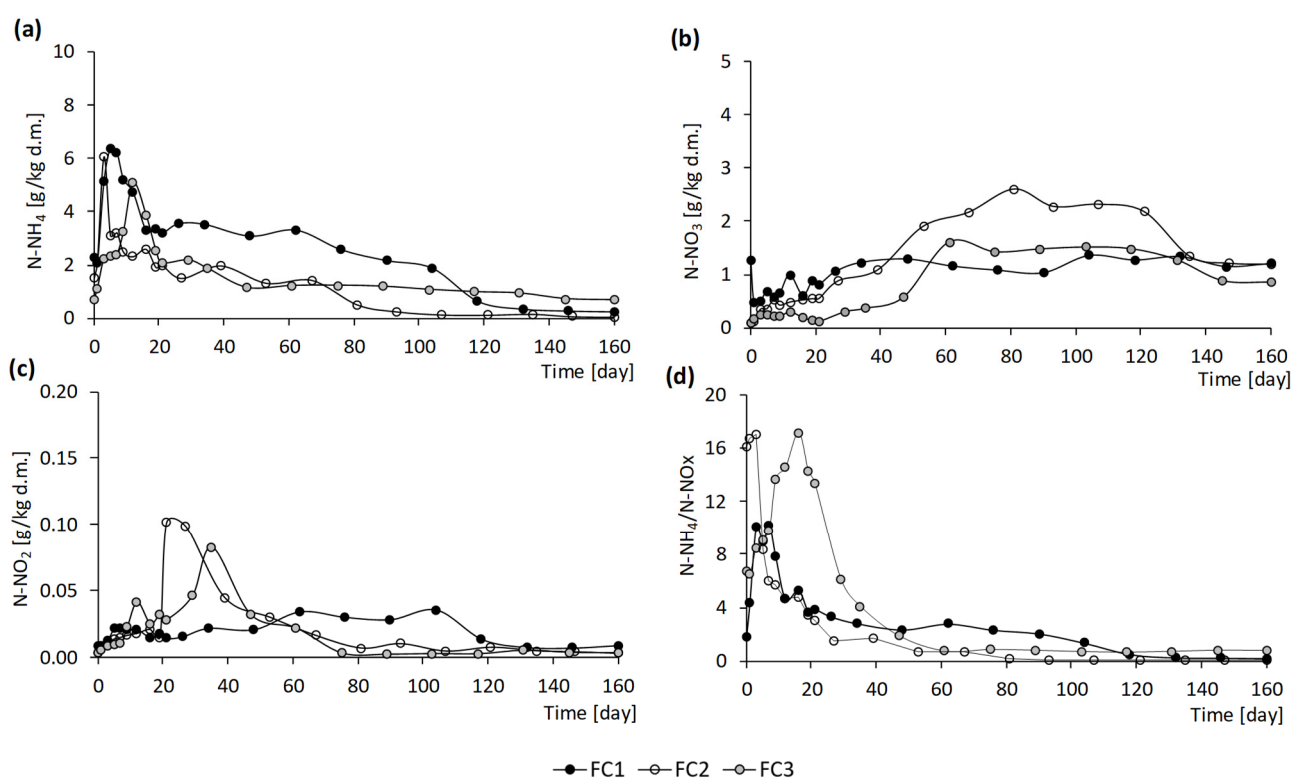 (a)
10
8
6
4
2
0
N-NH₄ [g/kg d.m.]
0 20 40 60 80 100 120 140 160
Time [day]
(b)
5
4
3
2
1
0
N-NO₃ [g/kg d.m.]
0 20 40 60 80 100 120 140 160
Time [day]
(c)
0.20
0.15
0.10
0.05
0.00
N-NO₂ [g/kg d.m.]
0 20 40 60 80 100 120 140 160
Time [day]
(d)
20
16
12
8
4
0
N-NH₄/N-NOx
0 20 40 60 80 100 120 140 160
Time [day]
FC1 FC2 FC3